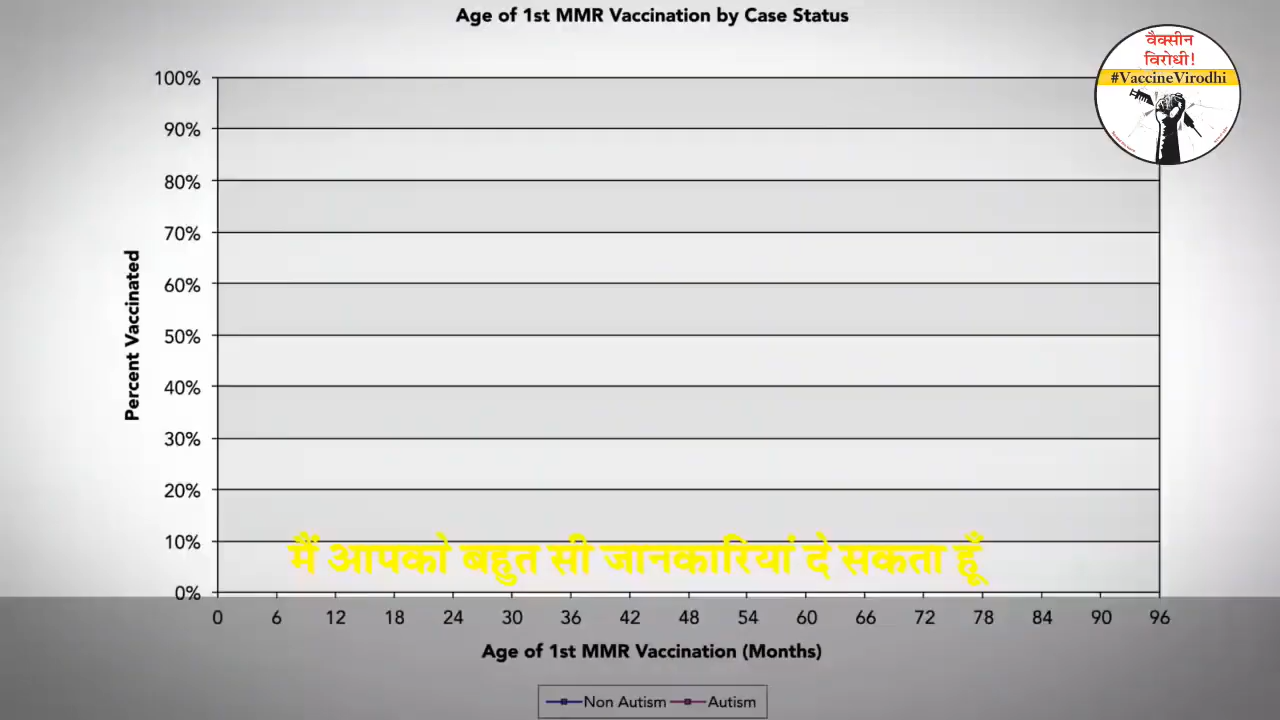 Age of 1st MMR Vaccination by Case Status
वैक्सीन
विरोधी!
#VaccineVirodhi
100%
90%
80%
70%
60%
50%
40%
30%
20%
10%
0%
Percent Vaccinated
मैं आपको बहुत सी जानकारियां दे सकता हूँ
0 6 12 18 24 30 36 42 48 54 60 66 72 78 84 90 96
Age of 1st MMR Vaccination (Months)
Non Autism Autism